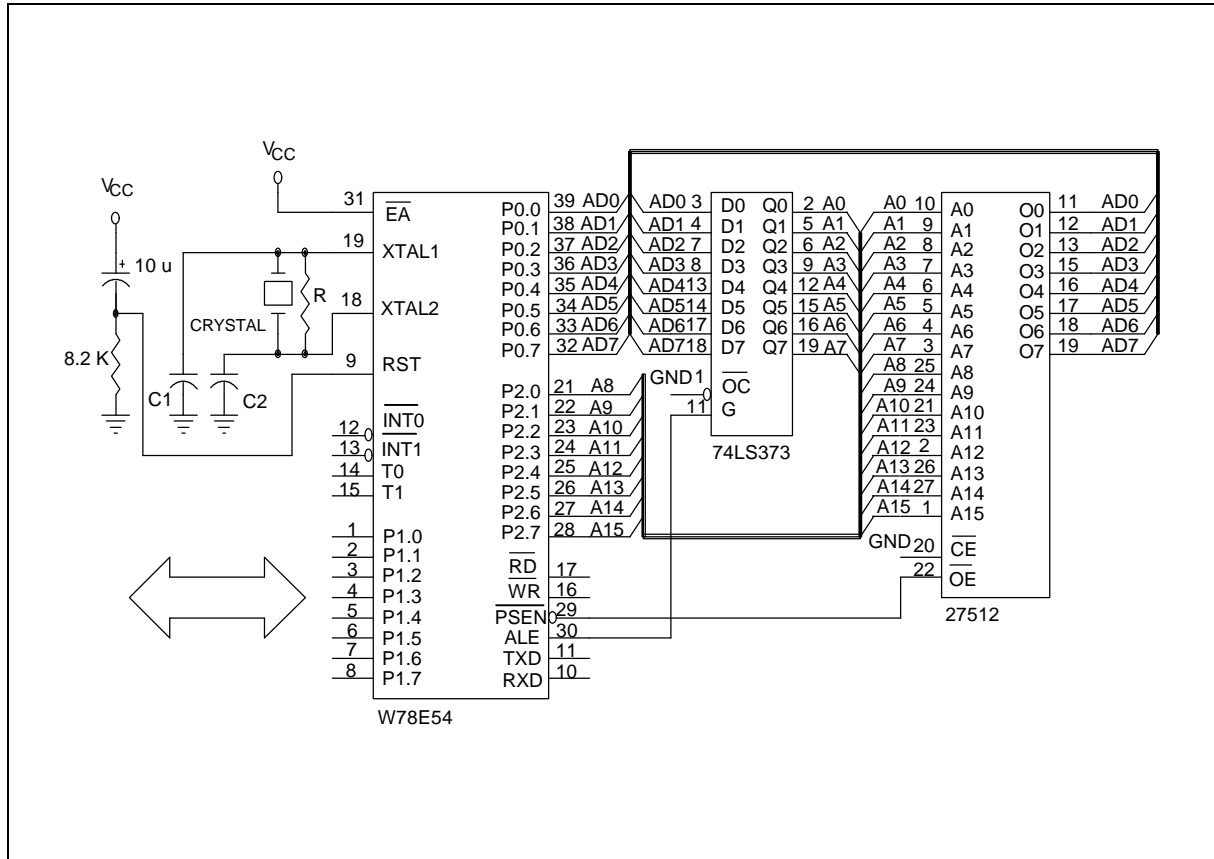 VCC
VCC
10 u
8.2 K
C1
C2
CRYSTAL
R
31 EA
19 XTAL1
18 XTAL2
9 RST
12 INT0
13 INT1
14 T0
15 T1
1 P1.0
2 P1.1
3 P1.2
4 P1.3
5 P1.4
6 P1.5
7 P1.6
8 P1.7
P0.0 39 AD0
P0.1 38 AD1
P0.2 37 AD2
P0.3 36 AD3
P0.4 35 AD4
P0.5 34 AD5
P0.6 33 AD6
P0.7 32 AD7
P2.0 21 A8
P2.1 22 A9
P2.2 23 A10
P2.3 24 A11
P2.4 25 A12
P2.5 26 A13
P2.6 27 A14
P2.7 28 A15
RD 17
WR 16
PSEN 29
ALE 30
TXD 11
RXD 10
W78E54
AD0 3 D0 Q0 2 A0
AD1 4 D1 Q1 5 A1
AD2 7 D2 Q2 6 A2
AD3 8 D3 Q3 9 A3
AD4 13 D4 Q4 12 A4
AD5 14 D5 Q5 15 A5
AD6 17 D6 Q6 16 A6
AD7 18 D7 Q7 19 A7
GND 1 OC
11 G
74LS373
A0 10 A0 O0 11 AD0
A1 9 A1 O1 12 AD1
A2 8 A2 O2 13 AD2
A3 7 A3 O3 15 AD3
A4 6 A4 O4 16 AD4
A5 5 A5 O5 17 AD5
A6 4 A6 O6 18 AD6
A7 3 A7 O7 19 AD7
A8 25 A8
A9 24 A9
A10 21 A10
A11 23 A11
A12 2 A12
A13 26 A13
A14 27 A14
A15 1 A15
GND 20 CE
22 OE
27512